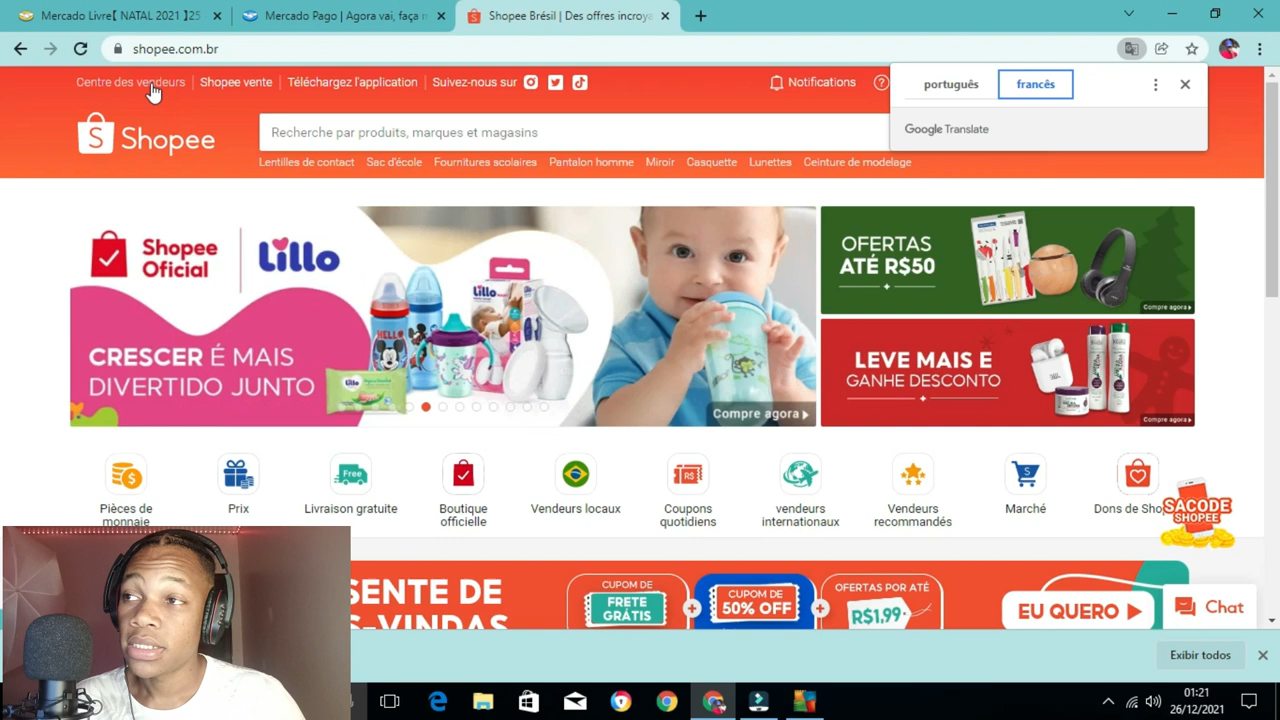 Mercado Livre【 NATAL 2021 】25
Mercado Pago | Agora vai, faça m
Shopee Brésil | Des offres incroya
shopee.com.br
Centre des vendeurs
Shopee vente
Téléchargez l'application
Suivez-nous sur
Notifications
português
francês
Google Translate
Shopee
Recherche par produits, marques et magasins
Lentilles de contact
Sac d'école
Fournitures scolaires
Pantalon homme
Miroir
Casquette
Lunettes
Ceinture de modelage
Shopee
Oficial
Lillo
CRESCER É MAIS
DIVERTIDO JUNTO
Compre agora
OFERTAS
ATÉ R$50
Compre agora
LEVE MAIS E
GANHE DESCONTO
Compre agora
Pièces de
monnaie
Prix
Free
Livraison gratuite
Boutique
officielle
Vendeurs locaux
R$
Coupons
quotidiens
vendeurs
internationaux
Vendeurs
recommandés
Marché
Dons de Shop
SACODE
SHOPEE
ESENTE DE
S-VINDAS
CUPOM DE
FRETE
GRÁTIS
CUPOM DE
50% OFF
OFERTAS POR ATÉ
R$1,99
EU QUERO
Chat
Exibir todos
01:21
26/12/2021